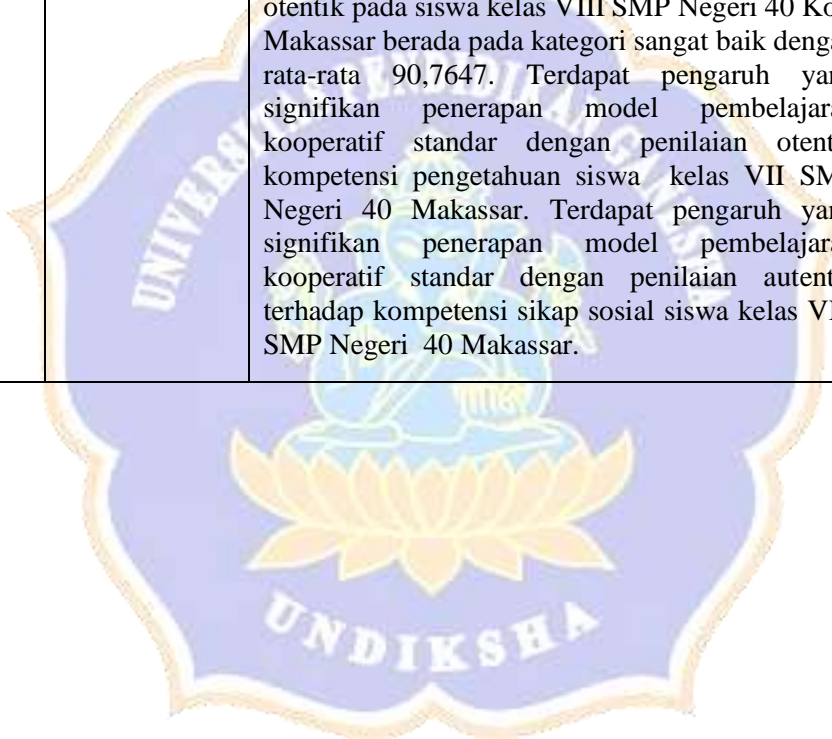 otentik pada siswa kelas VIII SMP Negeri 40 Ko
Makassar berada pada kategori sangat baik denga
rata-rata 90,7647. Terdapat pengaruh yan
signifikan penerapan model pembelajara
kooperatif standar dengan penilaian otent
kompetensi pengetahuan siswa kelas VII SM
Negeri 40 Makassar. Terdapat pengaruh yan
signifikan penerapan model pembelajara
kooperatif standar dengan penilaian autent
terhadap kompetensi sikap sosial siswa kelas VI
SMP Negeri 40 Makassar.
UNIVERSITAS PENDIDIKAN GANESHA
UNDIKSHA